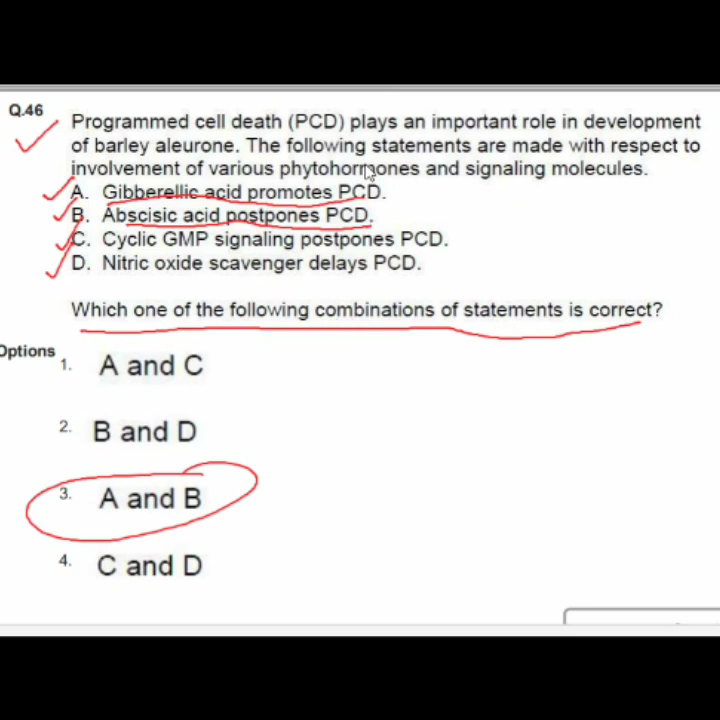 Q.46
Programmed cell death (PCD) plays an important role in development
of barley aleurone. The following statements are made with respect to
involvement of various phytohormones and signaling molecules.
A. Gibberellic acid promotes PCD.
B. Abscisic acid postpones PCD.
C. Cyclic GMP signaling postpones PCD.
D. Nitric oxide scavenger delays PCD.
Which one of the following combinations of statements is correct?
Options
1. A and C
2. B and D
3. A and B
4. C and D